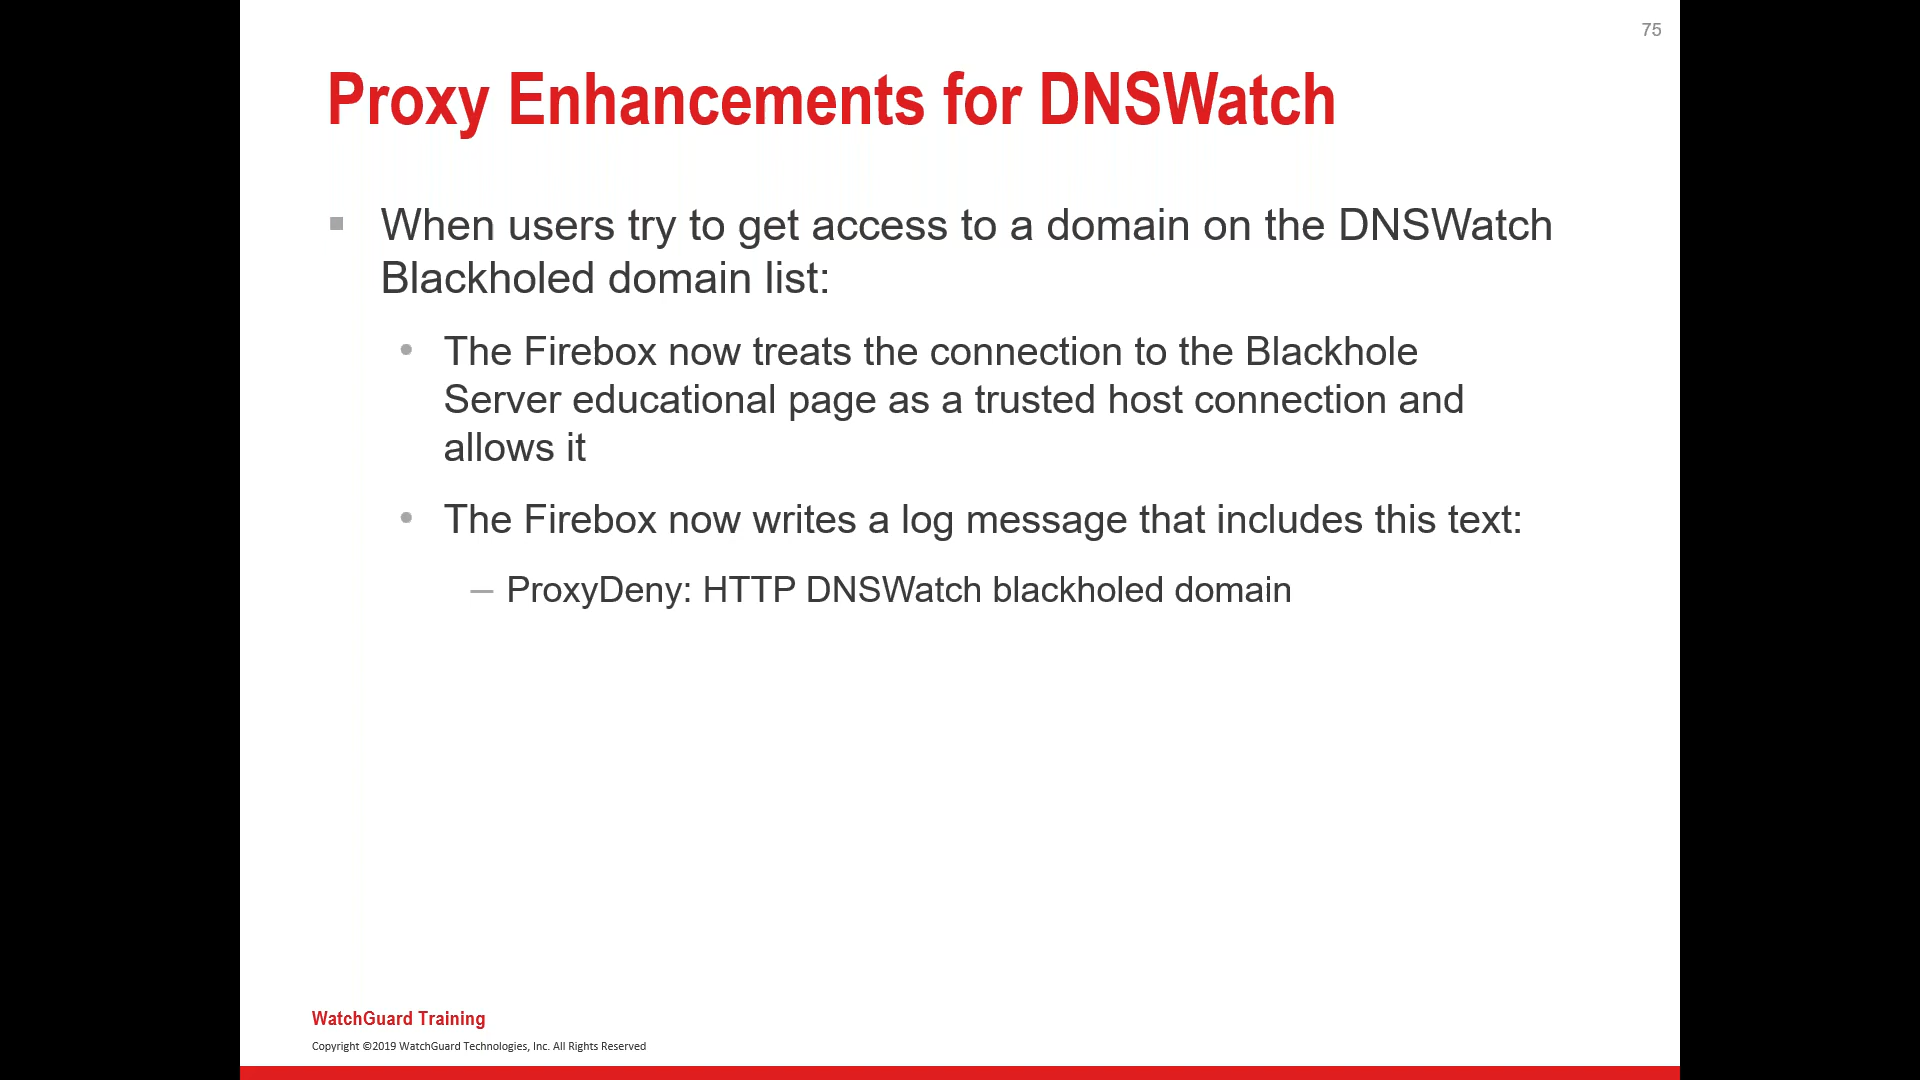 75
Proxy Enhancements for DNSWatch
When users try to get access to a domain on the DNSWatch
Blackholed domain list:
The Firebox now treats the connection to the Blackhole
Server educational page as a trusted host connection and
allows it
The Firebox now writes a log message that includes this text:
– ProxyDeny: HTTP DNSWatch blackholed domain
WatchGuard Training
Copyright ©2019 WatchGuard Technologies, Inc. All Rights Reserved